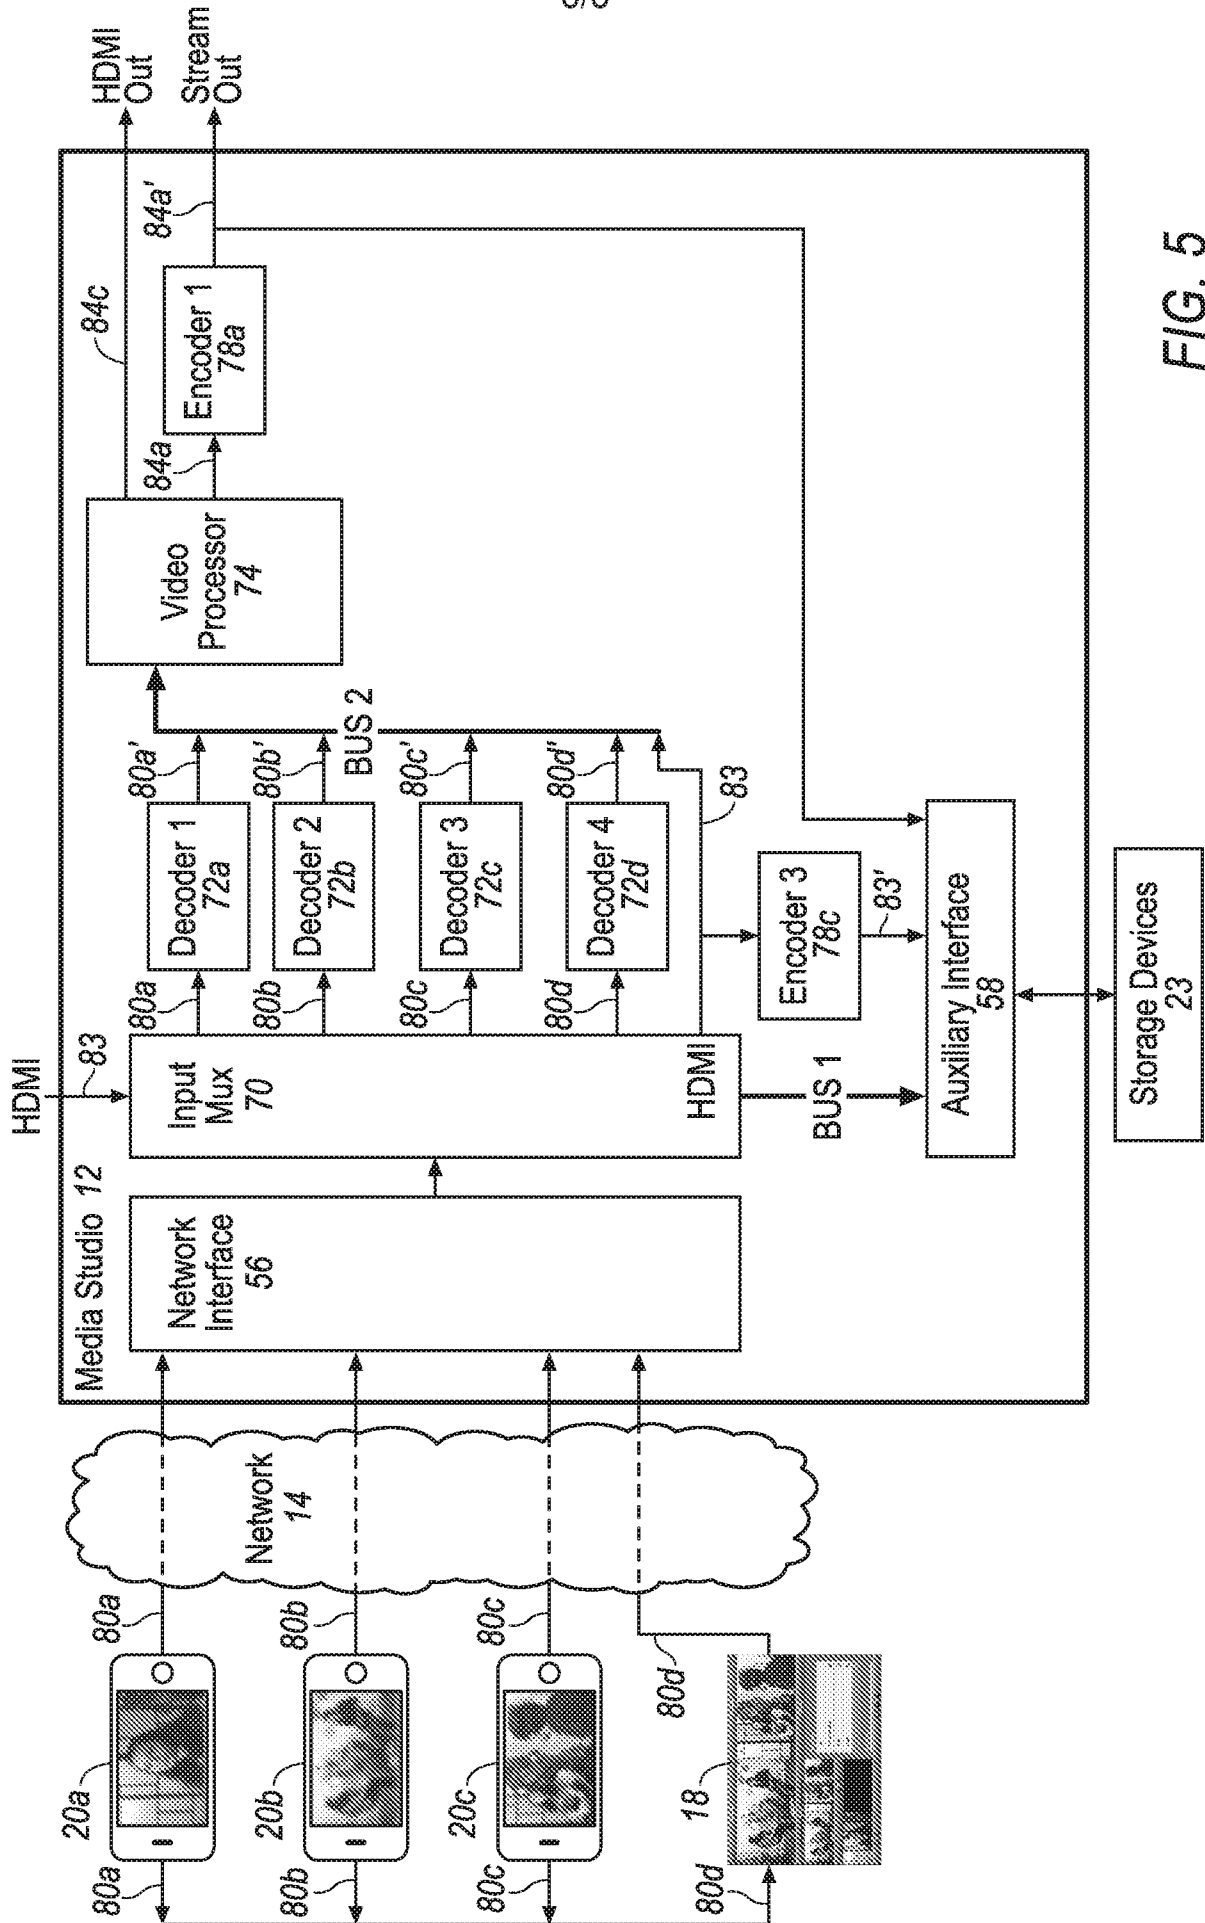 HDMI
Out
Stream
Out
84c
84a'
Encoder 1
78a
84a
Video
Processor
74
BUS 2
80a'
80b'
80c'
80d'
Decoder 1
72a
Decoder 2
72b
Decoder 3
72c
Decoder 4
72d
80a
80b
80c
80d
83
Encoder 3
78c
83'
HDMI
83
Input
Mux
70
HDMI
BUS 1
Auxiliary Interface
58
Storage Devices
23
Media Studio 12
Network
Interface
56
Network
14
80a
80b
80c
80d
20a
20b
20c
18
80a
80b
80c
80d
FIG. 5